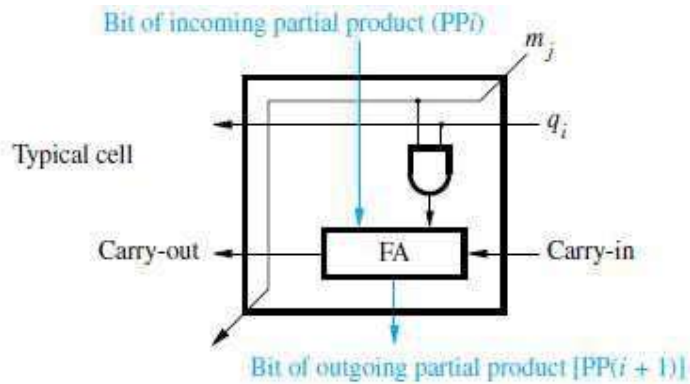 Bit of incoming partial product (PPi)
m j
q i
Typical cell
Carry-out
FA
Carry-in
Bit of outgoing partial product [PP(i + 1)]